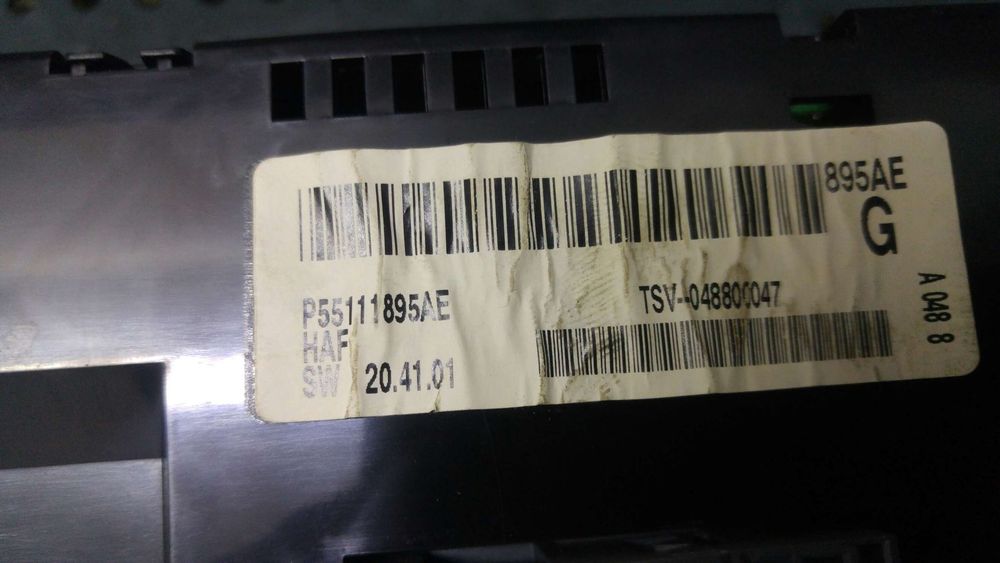 895AE
G
P55111895AE
TSV-048800047
HAF
SW 20.41.01
A 048 8